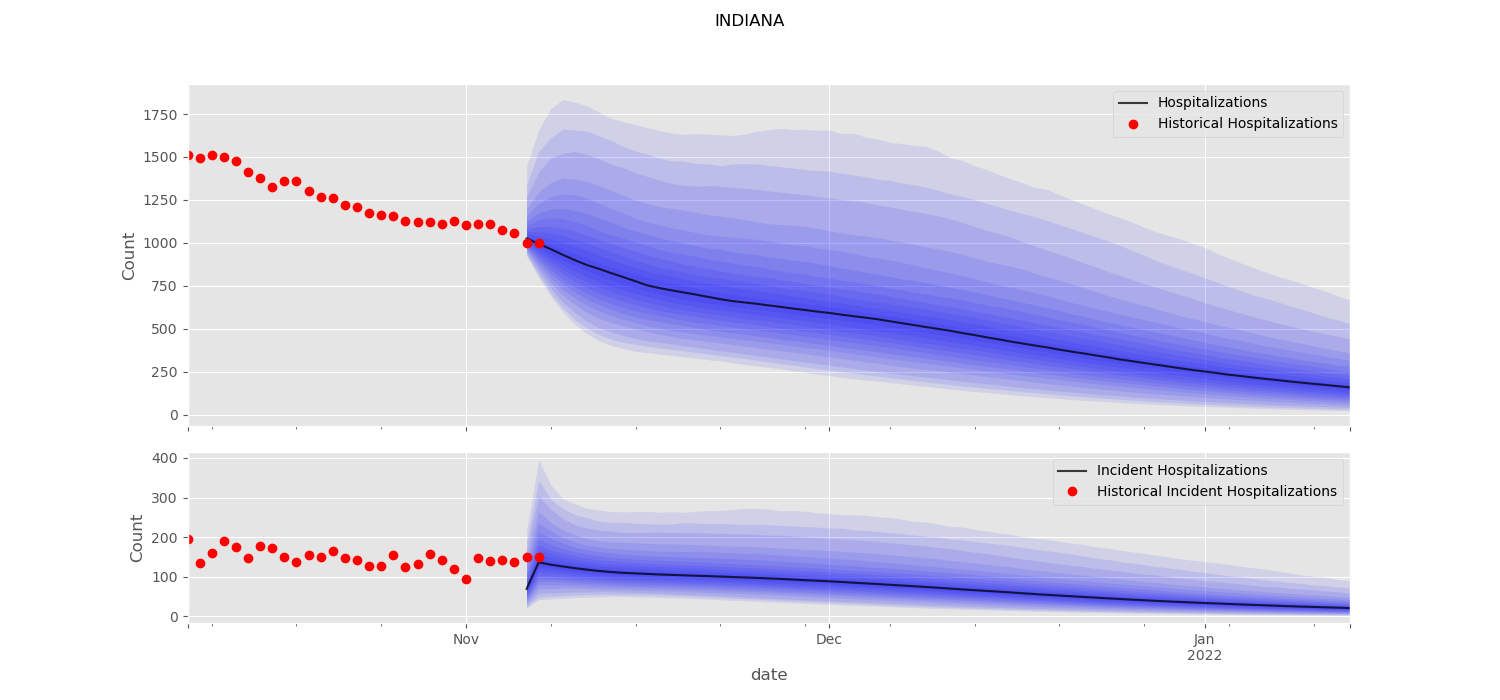 INDIANA
Hospitalizations
Historical Hospitalizations
1750
1500
1250
1000
750
500
250
0
Count
Incident Hospitalizations
Historical Incident Hospitalizations
400
300
200
100
0
Count
Nov
Dec
Jan
2022
date